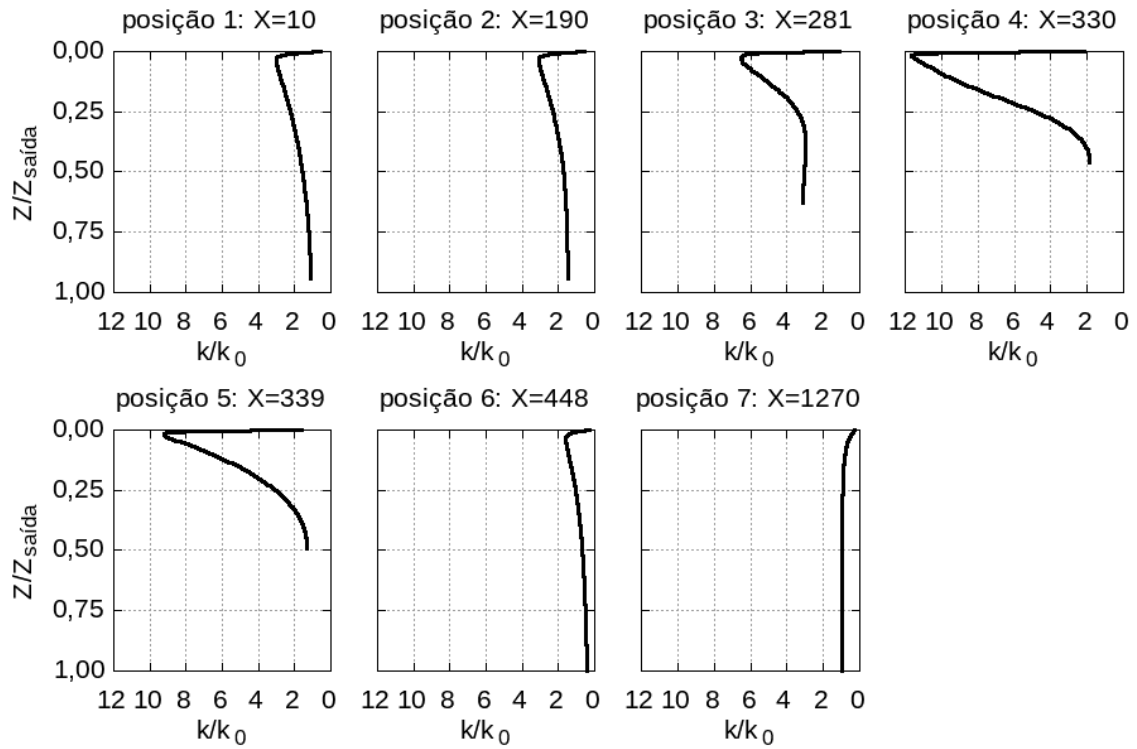 posição 1: X=10
posição 2: X=190
posição 3: X=281
posição 4: X=330
Z/Zsaída
0,00
0,25
0,50
0,75
1,00
12 10 8 6 4 2 0
12 10 8 6 4 2 0
12 10 8 6 4 2 0
12 10 8 6 4 2 0
k/k0
k/k0
k/k0
k/k0
posição 5: X=339
posição 6: X=448
posição 7: X=1270
Z/Zsaída
0,00
0,25
0,50
0,75
1,00
12 10 8 6 4 2 0
12 10 8 6 4 2 0
12 10 8 6 4 2 0
k/k0
k/k0
k/k0